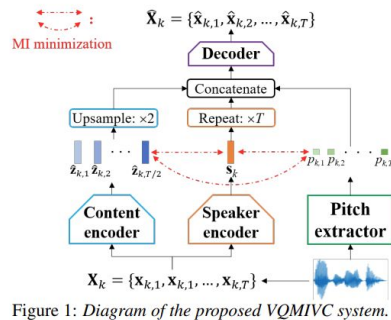 X̂ₖ = {x̂ₖ,₁, x̂ₖ,₂, … , x̂ₖ,T}
: MI minimization
Decoder
Concatenate
Upsample: ×2
Repeat: ×T
ẑₖ,₁ ẑₖ,₂ ··· ẑₖ,T/2
sₖ
pₖ,₁ pₖ,₂ ··· pₖ,T
Content encoder
Speaker encoder
Pitch extractor
Xₖ = {xₖ,₁, xₖ,₁, … , xₖ,T}
Figure 1: Diagram of the proposed VQMIVC system.